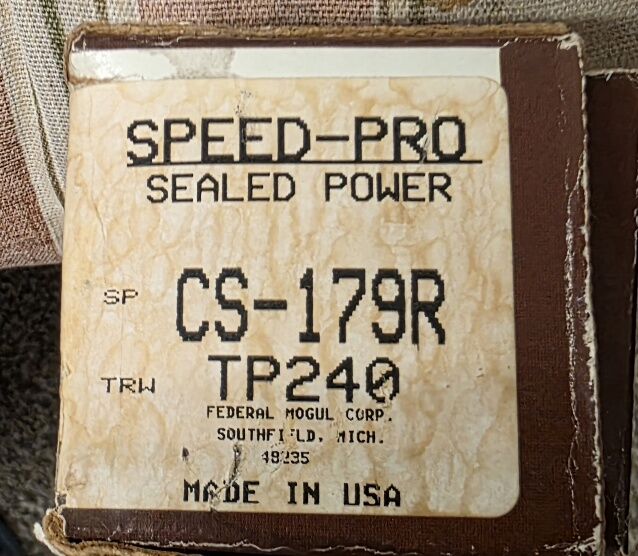 SPEED-PRO
SEALED POWER
SP CS-179R
TRW TP240
FEDERAL MOGUL CORP.
SOUTHFIELD, MICH.
48235
MADE IN USA